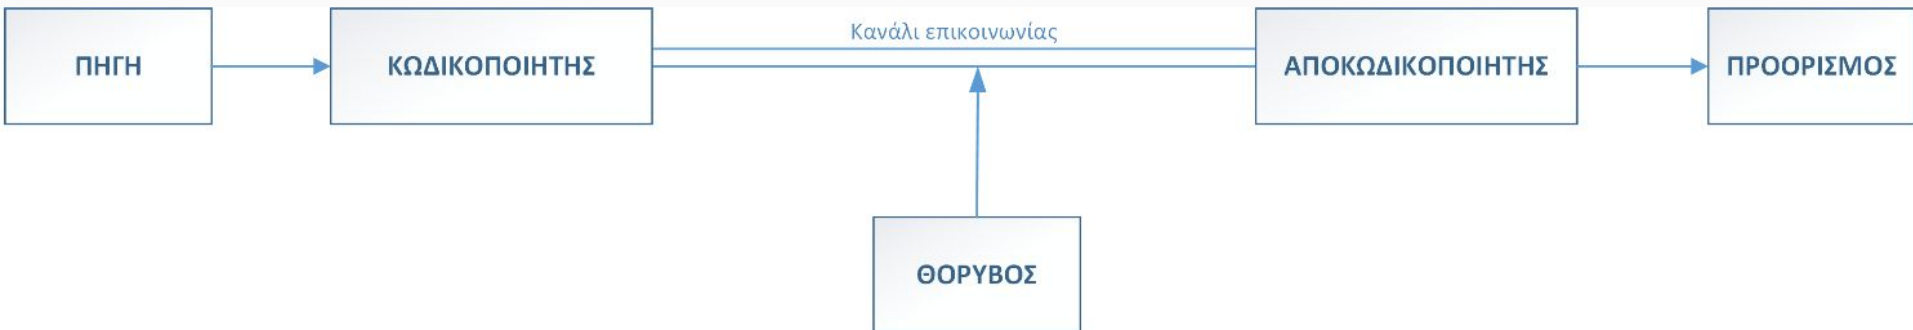 Κανάλι επικοινωνίας
ΠΗΓΗ
ΚΩΔΙΚΟΠΟΙΗΤΗΣ
ΑΠΟΚΩΔΙΚΟΠΟΙΗΤΗΣ
ΠΡΟΟΡΙΣΜΟΣ
ΘΟΡΥΒΟΣ